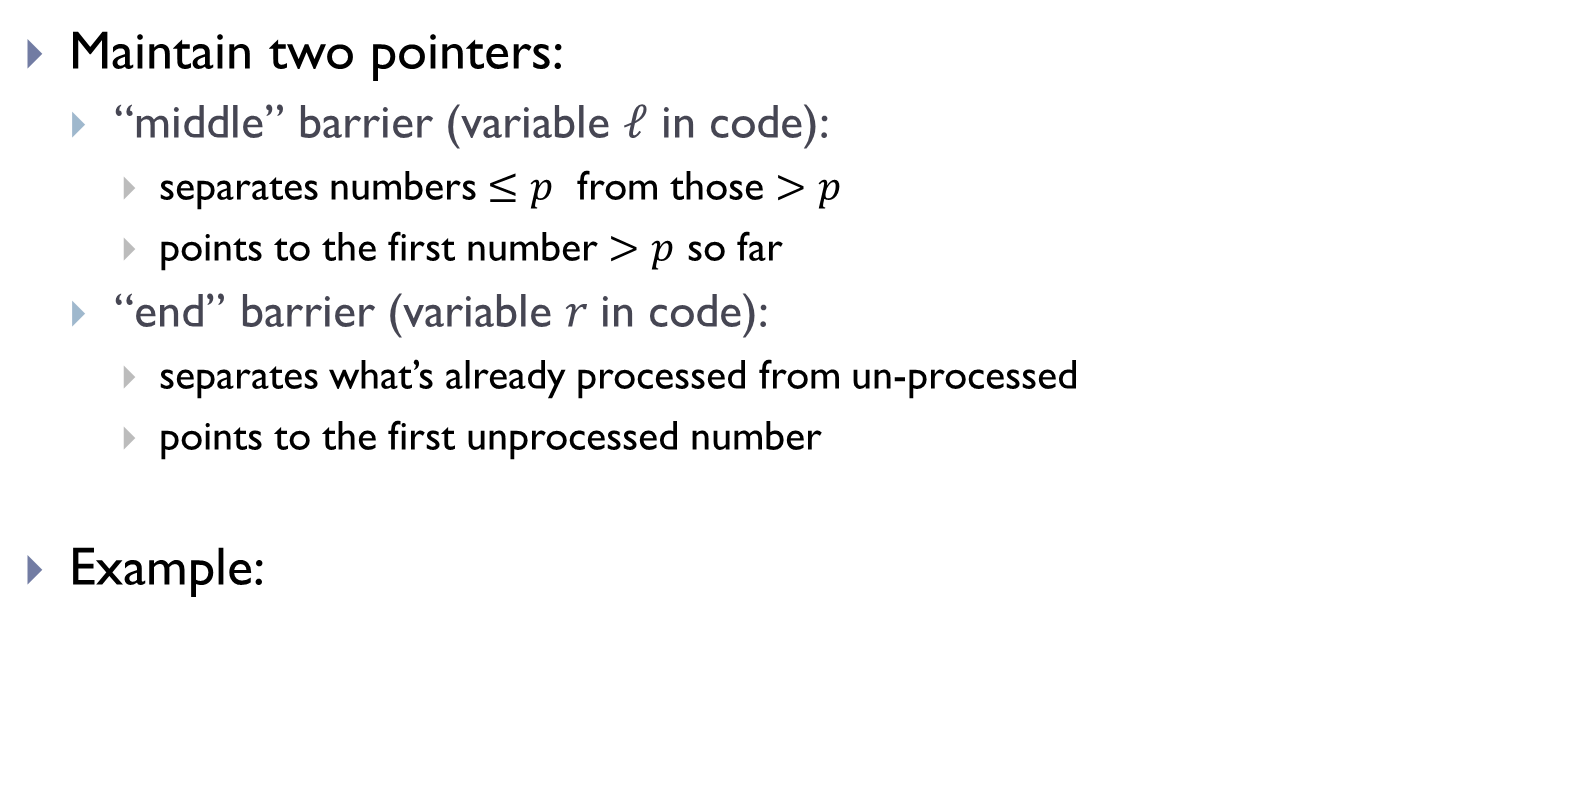 Maintain two pointers:
“middle” barrier (variable ℓ in code):
separates numbers ≤ p from those > p
points to the first number > p so far
“end” barrier (variable r in code):
separates what’s already processed from un-processed
points to the first unprocessed number
Example: